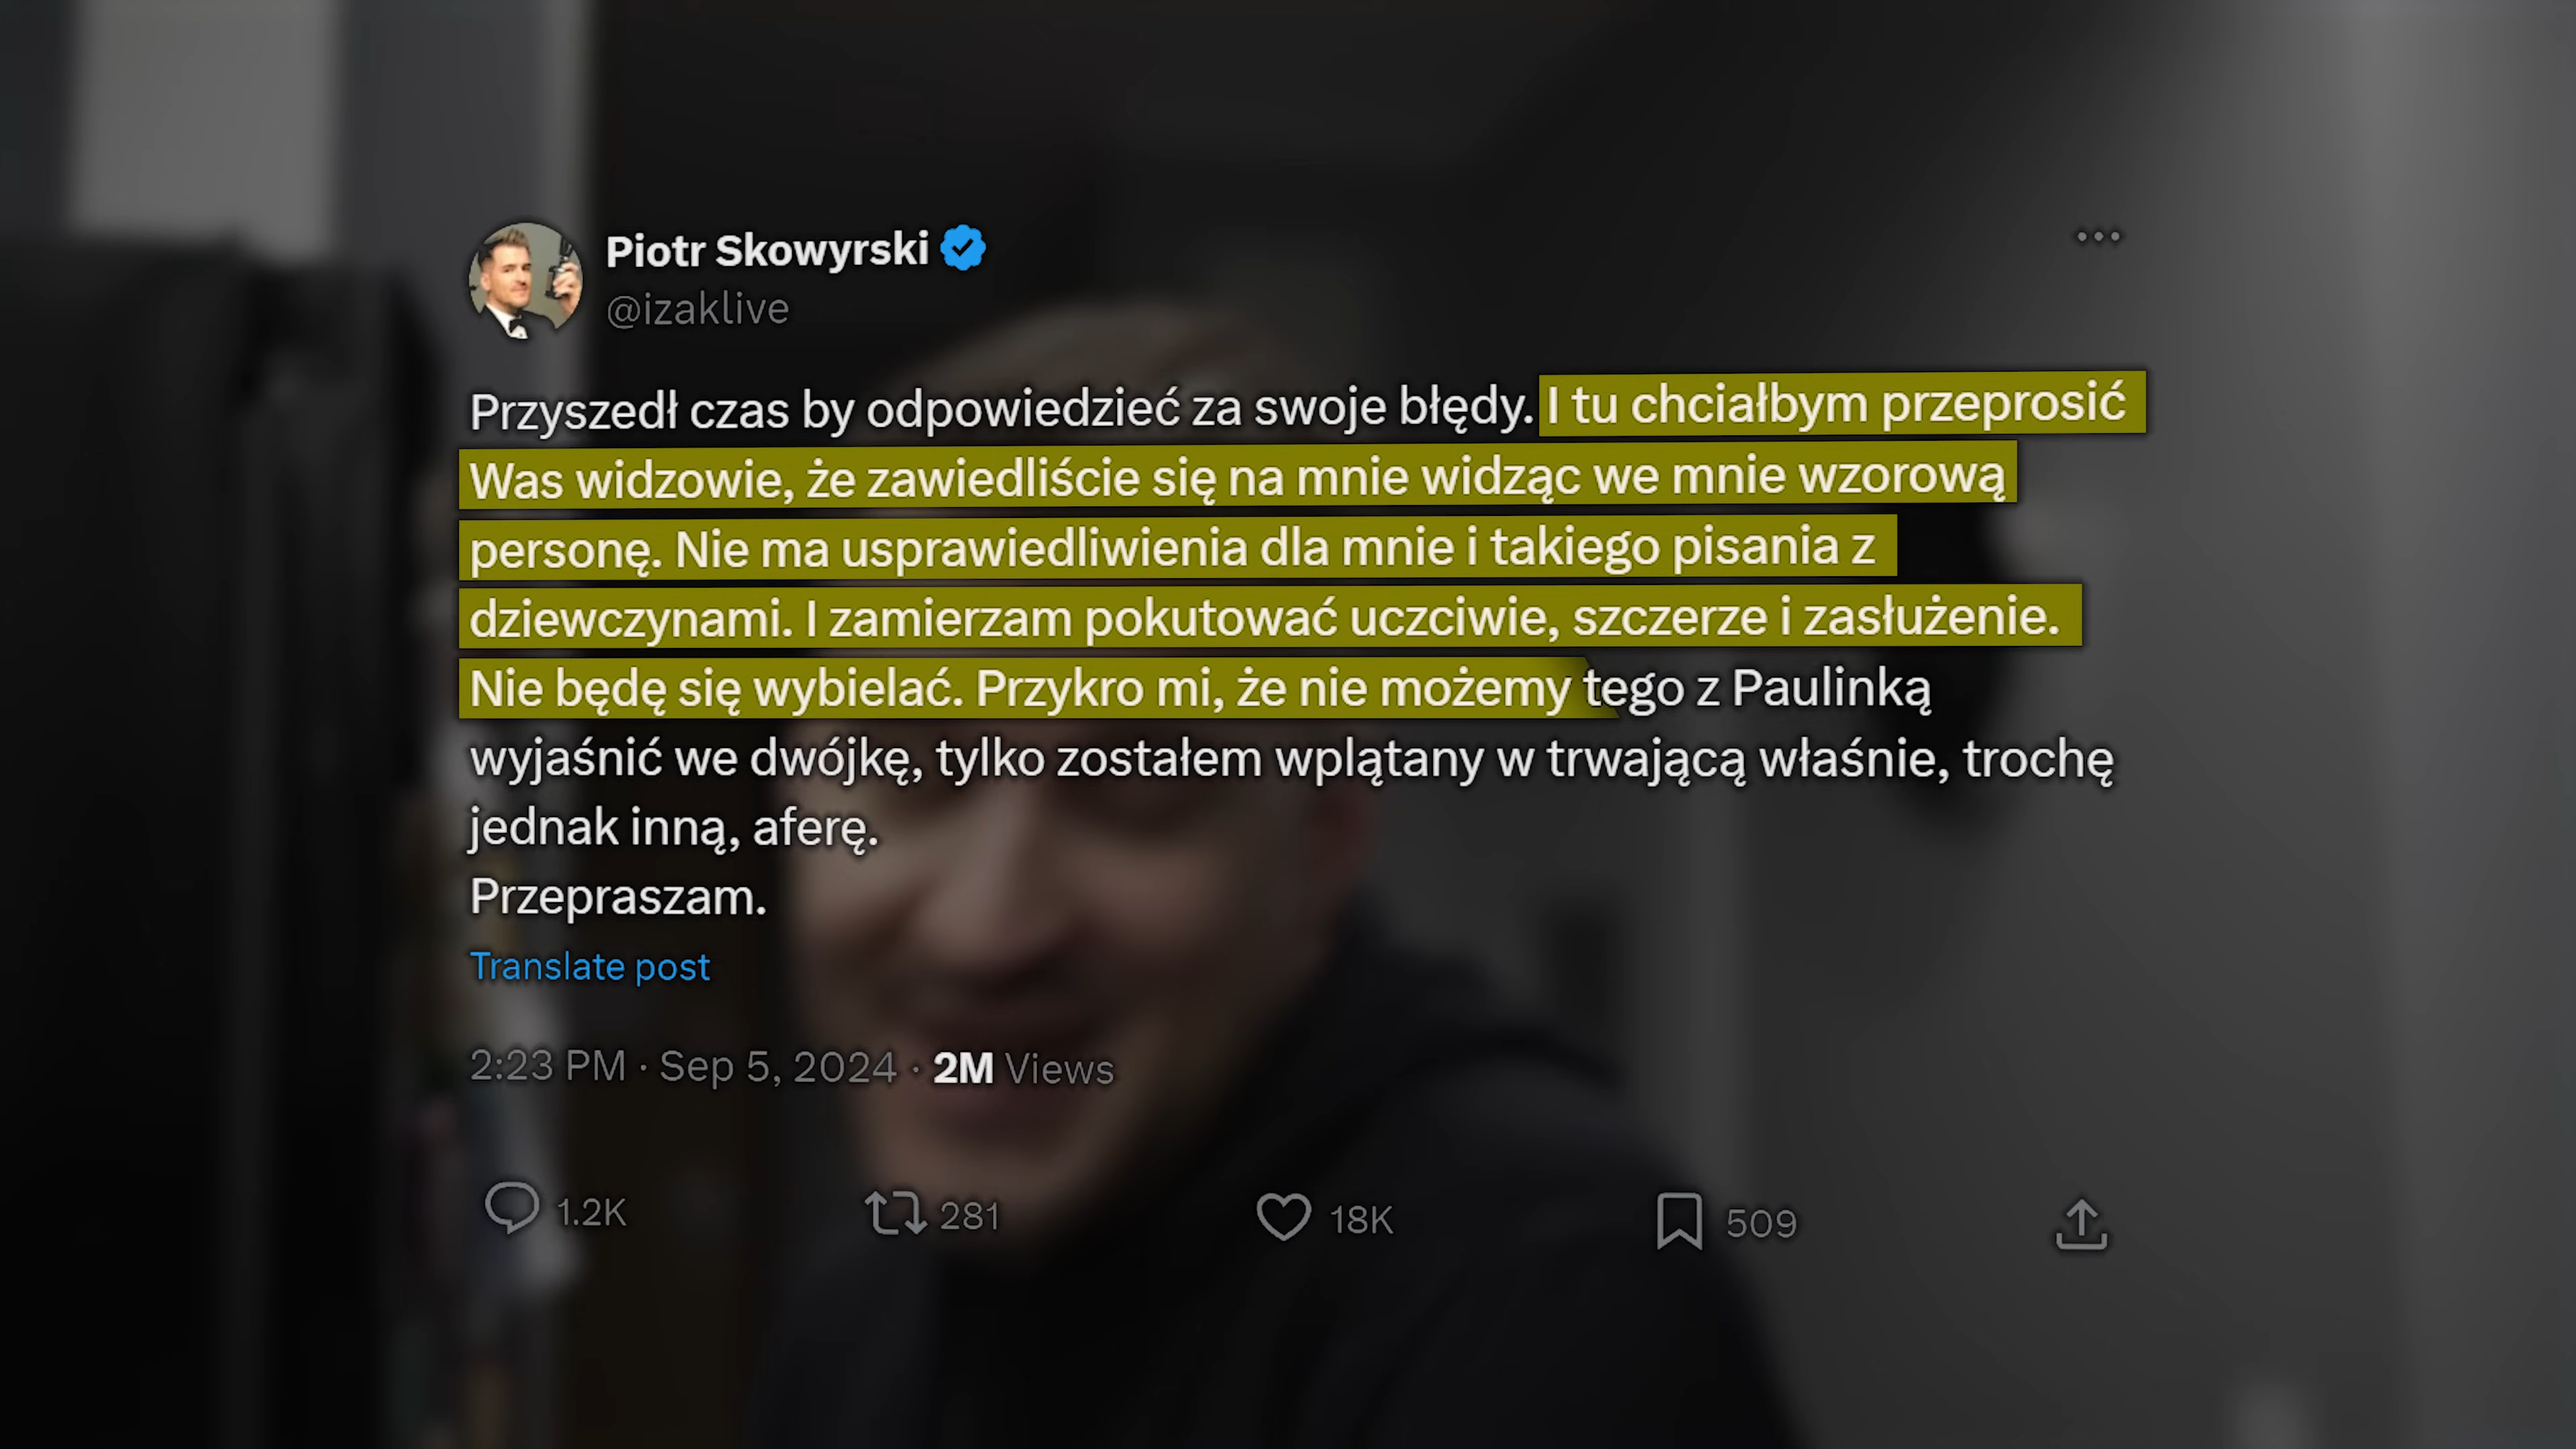 Piotr Skowyrski
@izaklive
Przyszedł czas by odpowiedzieć za swoje błędy. I tu chciałbym przeprosić
Was widzowie, że zawiedliście się na mnie widząc we mnie wzorową
personę. Nie ma usprawiedliwienia dla mnie i takiego pisania z
dziewczynami. I zamierzam pokutować uczciwie, szczerze i zasłużenie.
Nie będę się wybielać. Przykro mi, że nie możemy tego z Paulinką
wyjaśnić we dwójkę, tylko zostałem wplątany w trwającą właśnie, trochę
jednak inną, aferę.
Przepraszam.
Translate post
2:23 PM · Sep 5, 2024 · 2M Views
1.2K 281 18K 509